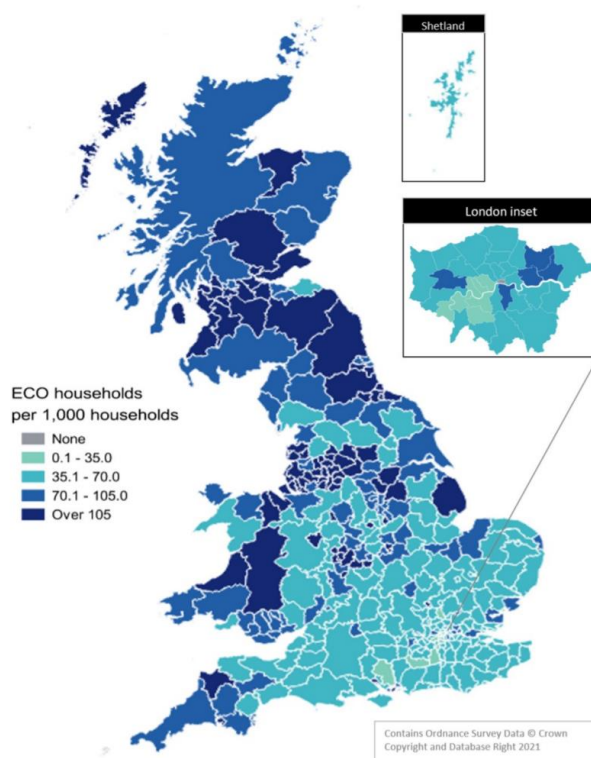 Shetland
London inset
ECO households
per 1,000 households
None
0.1 - 35.0
35.1 - 70.0
70.1 - 105.0
Over 105
Contains Ordnance Survey Data © Crown
Copyright and Database Right 2021